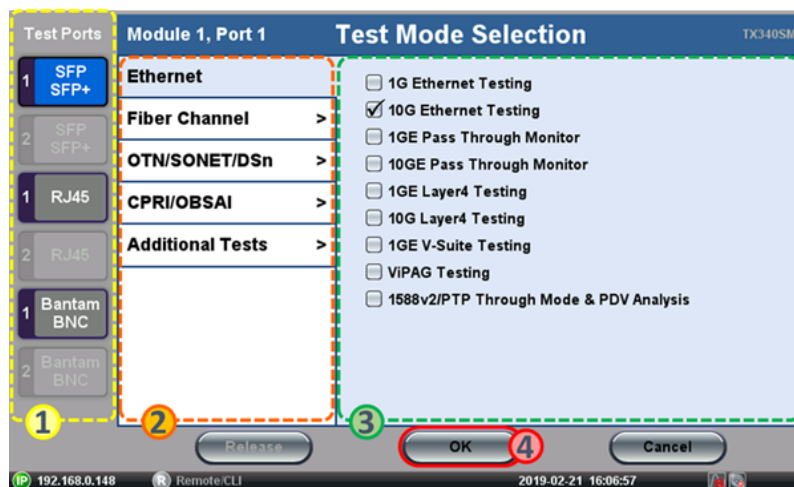 Test Ports
Module 1, Port 1
Test Mode Selection
TX340SM
1
SFP
SFP+
2
SFP
SFP+
1
RJ45
2
RJ45
1
Bantam
BNC
2
Bantam
BNC
1
Ethernet
Fiber Channel >
OTN/SONET/DSn >
CPRI/OBSAI >
Additional Tests >
2
1G Ethernet Testing
10G Ethernet Testing
1GE Pass Through Monitor
10GE Pass Through Monitor
1GE Layer4 Testing
10G Layer4 Testing
1GE V-Suite Testing
ViPAG Testing
1588v2/PTP Through Mode & PDV Analysis
3
Release
OK
4
Cancel
IP 192.168.0.148
R Remote/CLI
2019-02-21 16:06:57